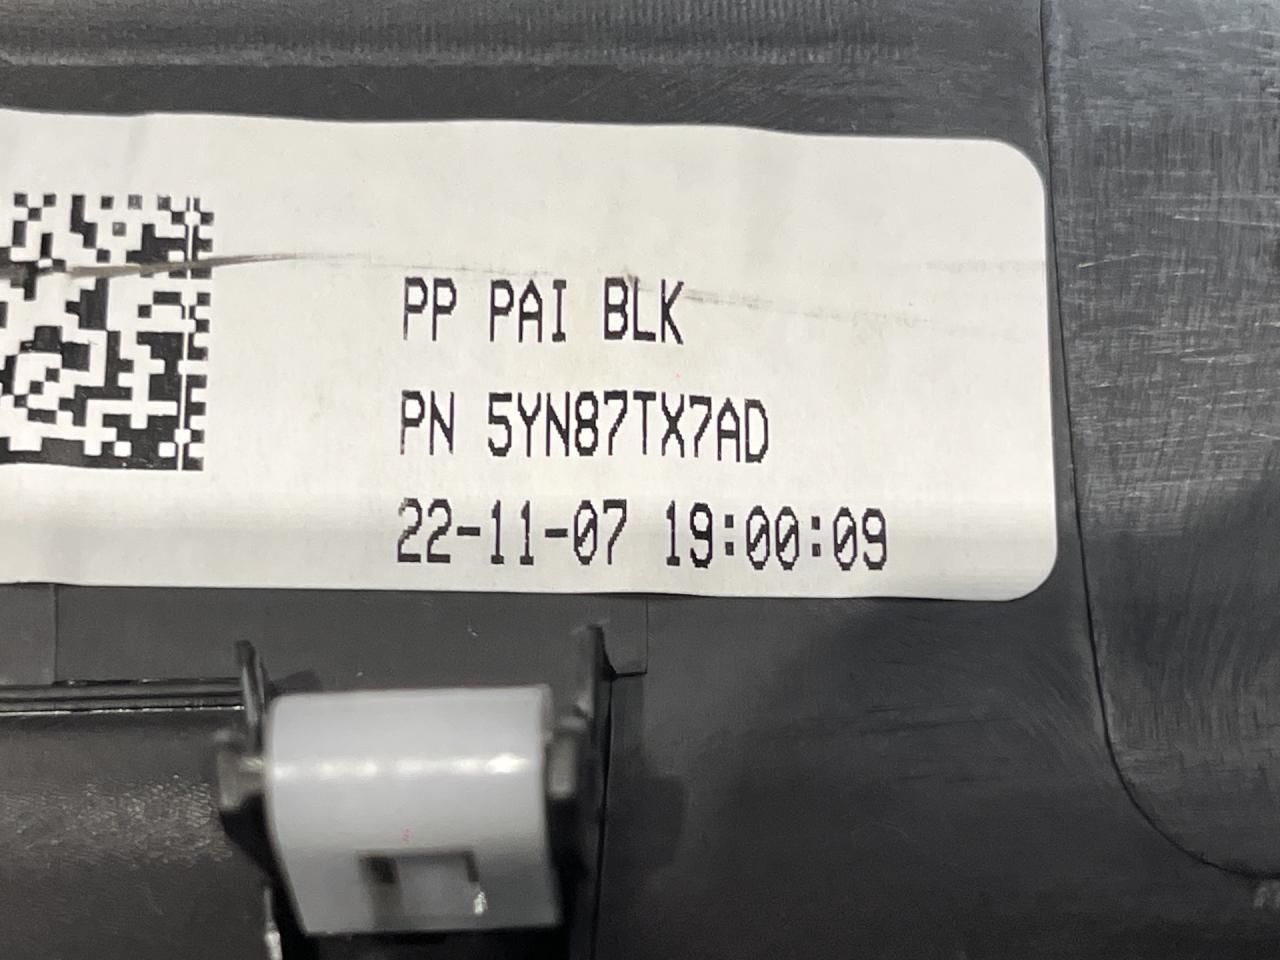 PP PAI BLK
PN 5YN87TX7AD
22-11-07 19:00:09